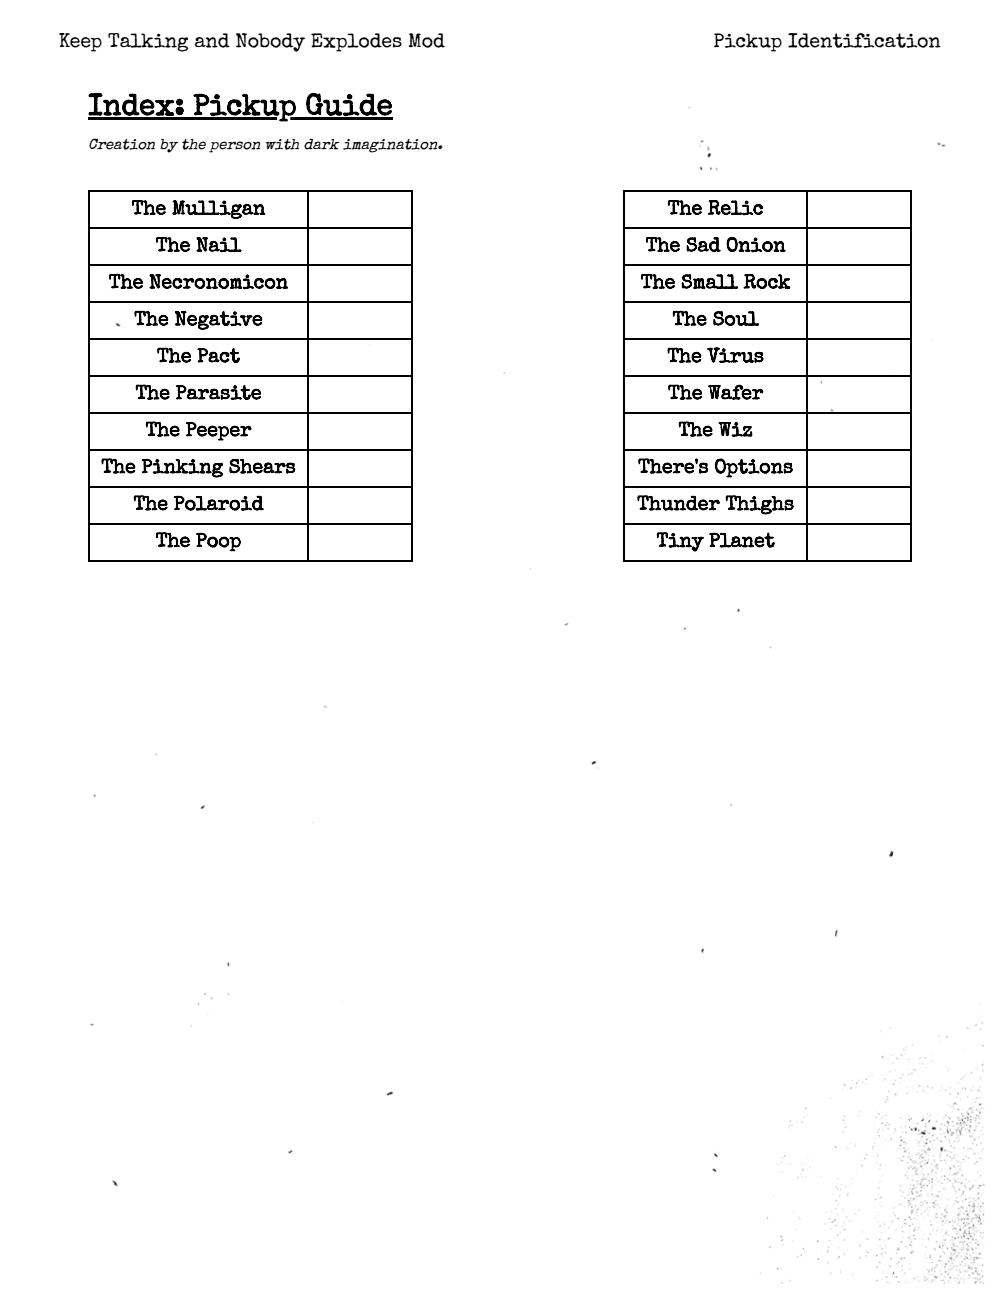 Keep Talking and Nobody Explodes Mod
Pickup Identification
Index: Pickup Guide
Creation by the person with dark imagination.
The Mulligan
The Nail
The Necronomicon
The Negative
The Pact
The Parasite
The Peeper
The Pinking Shears
The Polaroid
The Poop
The Relic
The Sad Onion
The Small Rock
The Soul
The Virus
The Wafer
The Wiz
There's Options
Thunder Thighs
Tiny Planet